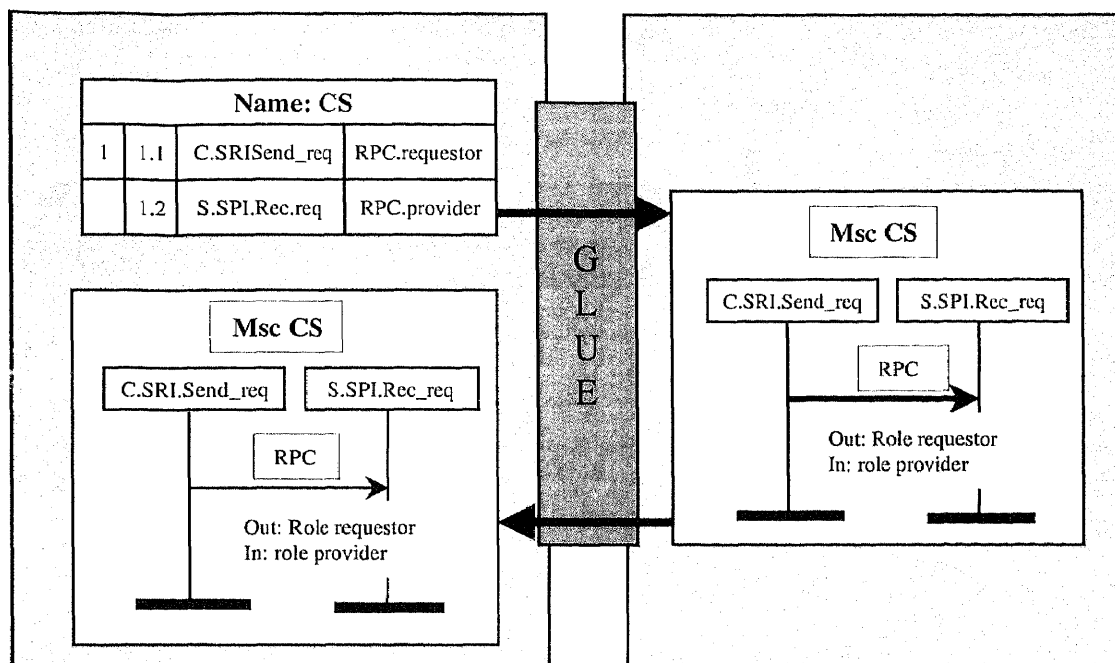 Name: CS
1 1.1 C.SRISend_req RPC.requestor
1.2 S.SPI.Rec.req RPC.provider
Msc CS
C.SRI.Send_req S.SPI.Rec_req
RPC
Out: Role requestor
In: role provider
GLUE
Msc CS
C.SRI.Send_req S.SPI.Rec_req
RPC
Out: Role requestor
In: role provider